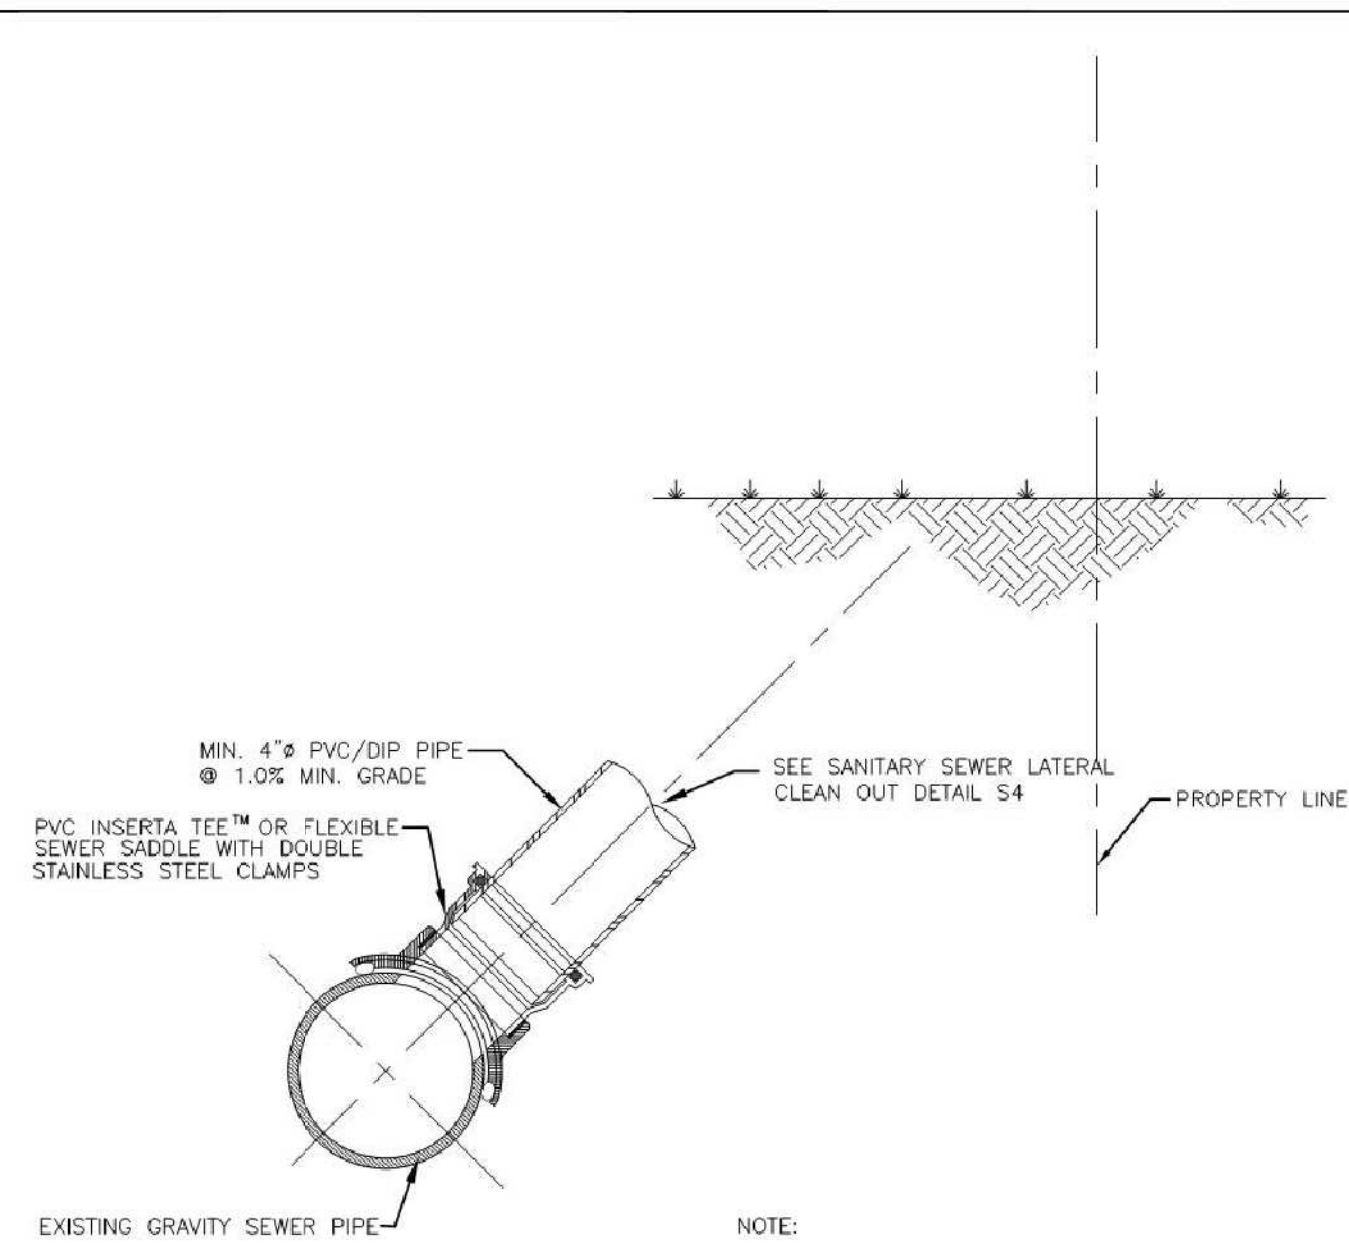 MIN. 4"ø PVC/DIP PIPE
@ 1.0% MIN. GRADE
SEE SANITARY SEWER LATERAL
CLEAN OUT DETAIL S4
PROPERTY LINE
PVC INSERTA TEE™ OR FLEXIBLE
SEWER SADDLE WITH DOUBLE
STAINLESS STEEL CLAMPS
EXISTING GRAVITY SEWER PIPE
NOTE: